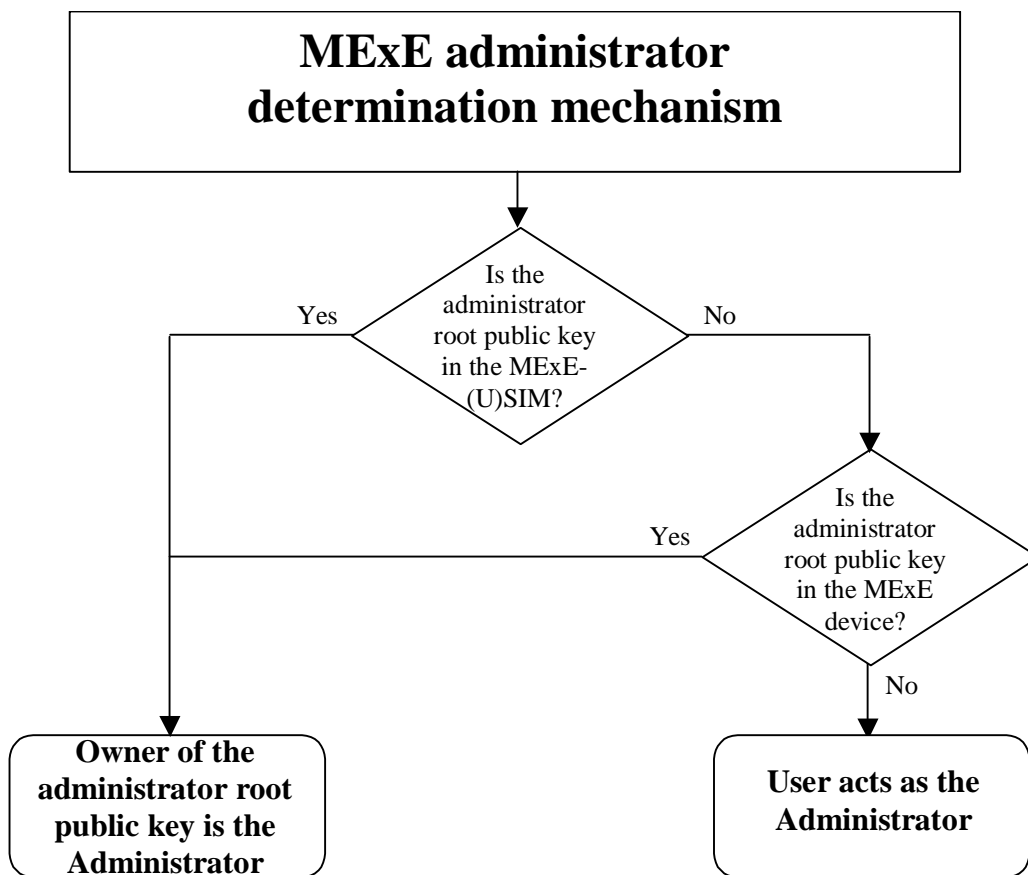 MExE administrator
determination mechanism
Is the
administrator
root public key
in the MExE-
(U)SIM?
Yes
No
Is the
administrator
root public key
in the MExE
device?
Yes
No
Owner of the
administrator root
public key is the
Administrator
User acts as the
Administrator